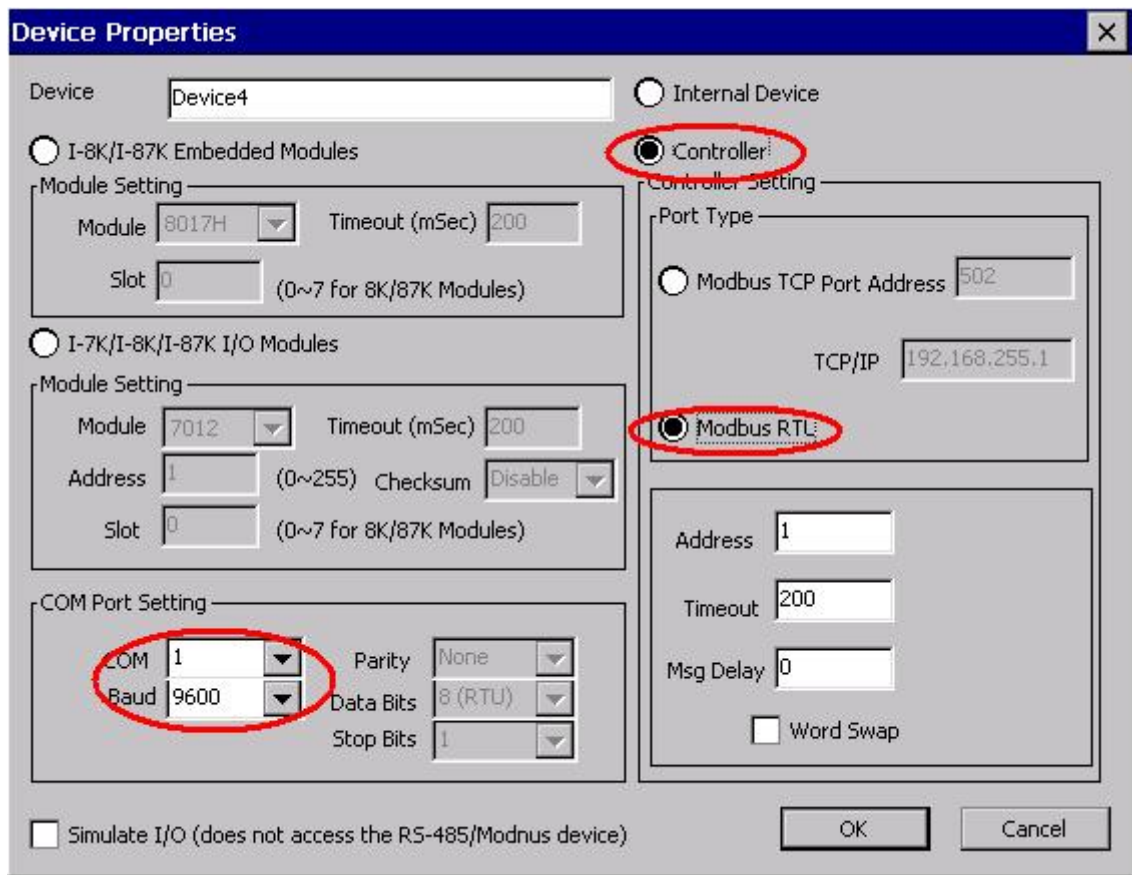 Device Properties
Device Device4
Internal Device
I-8K/I-87K Embedded Modules
Controller
Module Setting
Module 8017H Timeout (mSec) 200
Slot 0 (0~7 for 8K/87K Modules)
I-7K/I-8K/I-87K I/O Modules
Module Setting
Module 7012 Timeout (mSec) 200
Address 1 (0~255) Checksum Disable
Slot 0 (0~7 for 8K/87K Modules)
COM Port Setting
COM 1 Parity None
Baud 9600 Data Bits 8 (RTU)
Stop Bits 1
Controller Setting
Port Type
Modbus TCP Port Address 502
TCP/IP 192.168.255.1
Modbus RTU
Address 1
Timeout 200
Msg Delay 0
Word Swap
Simulate I/O (does not access the RS-485/Modnus device)
OK Cancel